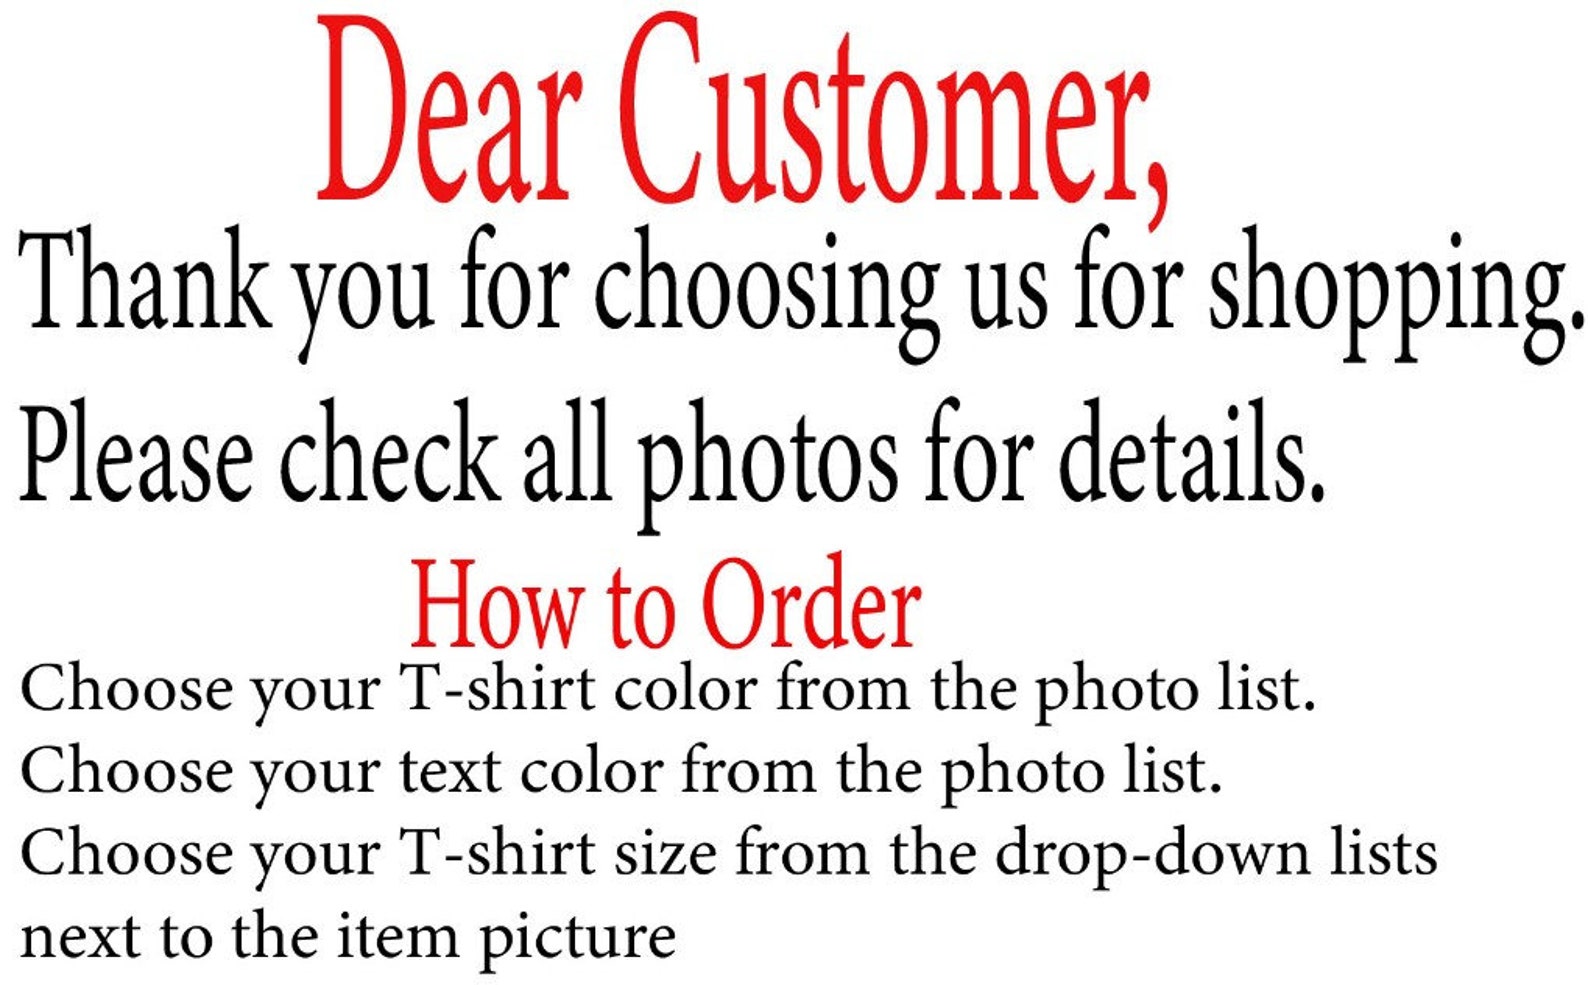 Dear Customer,
Thank you for choosing us for shopping.
Please check all photos for details.
How to Order
Choose your T-shirt color from the photo list.
Choose your text color from the photo list.
Choose your T-shirt size from the drop-down lists
next to the item picture